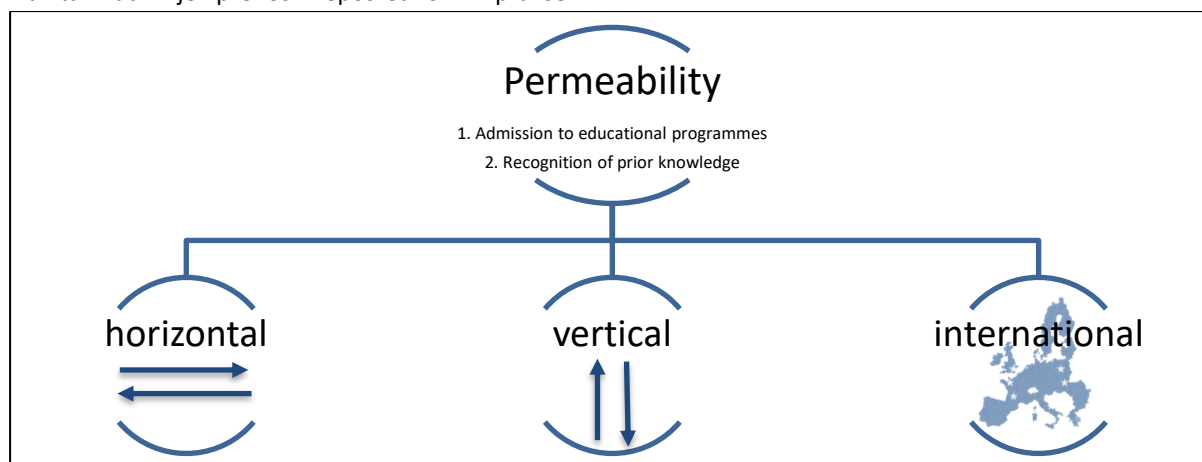 Permeability
1. Admission to educational programmes
2. Recognition of prior knowledge
horizontal
vertical
international